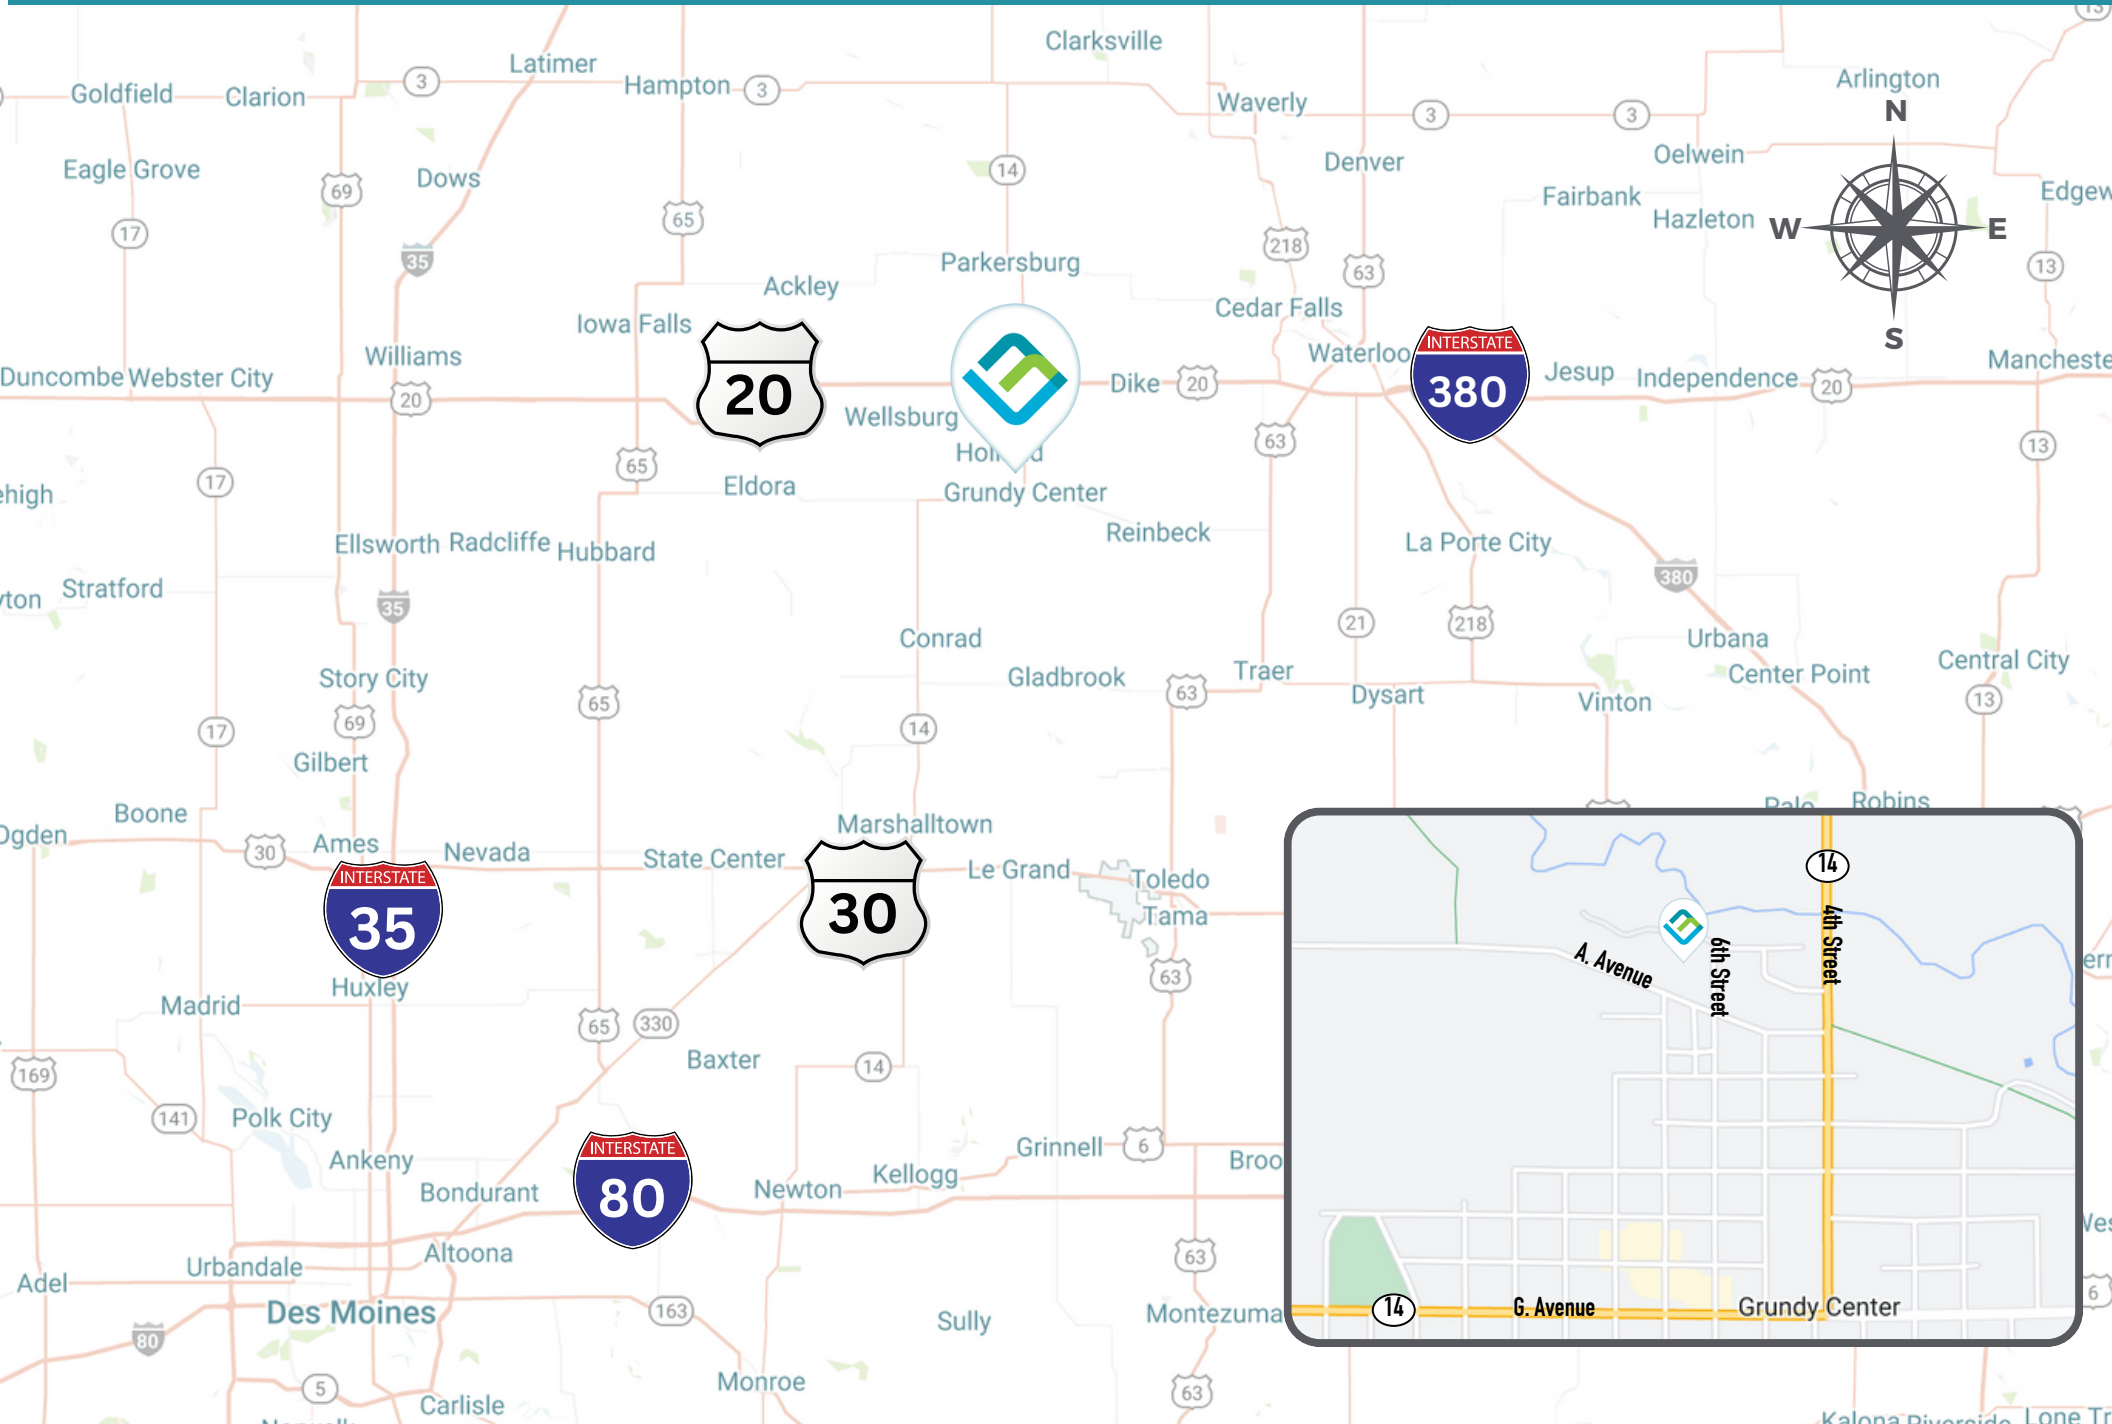 13
Clarksville
Latimer
Hampton
3
3
Goldfield
Clarion
Arlington
Waverly
3
3
N
Eagle Grove
Dows
69
14
Denver
Oelwein
Fairbank
Hazleton
W
E
17
65
35
218
63
13
Parkersburg
Ackley
Cedar Falls
Iowa Falls
S
Williams
Waterloo
INTERSTATE
380
Jesup
Independence
20
Duncombe
Webster City
20
20
Dike
20
Wellsburg
63
13
65
17
Eldora
Grundy Center
Reinbeck
Ellsworth
Radcliffe
Hubbard
La Porte City
380
Stratford
35
21
218
Conrad
Urbana
Story City
Gladbrook
Traer
Center Point
Central City
65
63
Dysart
Vinton
13
17
69
14
Gilbert
Boone
Robins
Marshalltown
Ogden
30
Ames
Nevada
State Center
Le Grand
Toledo
INTERSTATE
35
30
Tama
Huxley
63
Madrid
65
330
Baxter
14
169
141
Polk City
Ankeny
INTERSTATE
80
Grinnell
6
Kellogg
Bondurant
Newton
Altoona
63
Urbandale
Adel
Des Moines
163
Sully
Montezuma
80
5
Monroe
63
Carlisle
14
4th Street
6th Street
A. Avenue
14
G. Avenue
Grundy Center
6
Kalona
Riverside